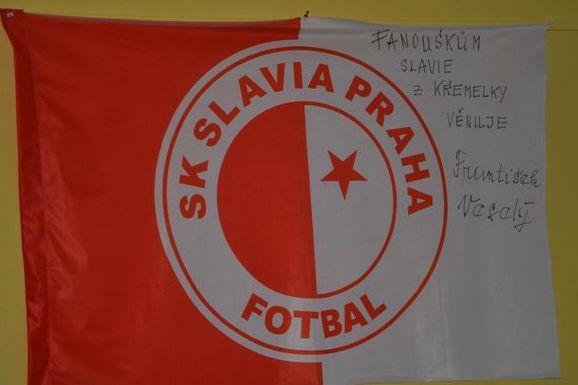 SK SLAVIA PRAHA
FOTBAL
FANOUŠKŮM
SLAVIE
Z KŘEMELKY
VĚNUJE
František
Veselý